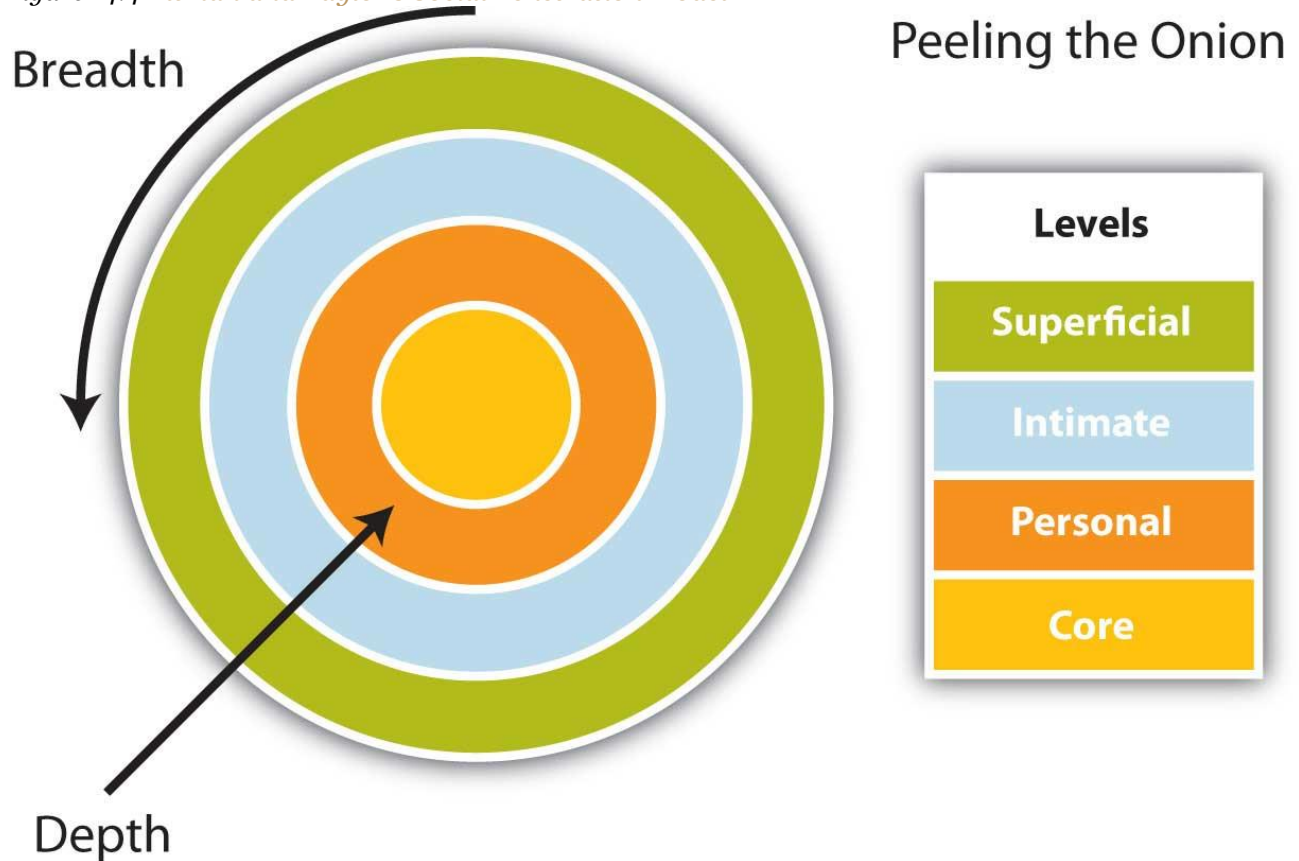 Breadth
Peeling the Onion
Levels
Superficial
Intimate
Personal
Core
Depth